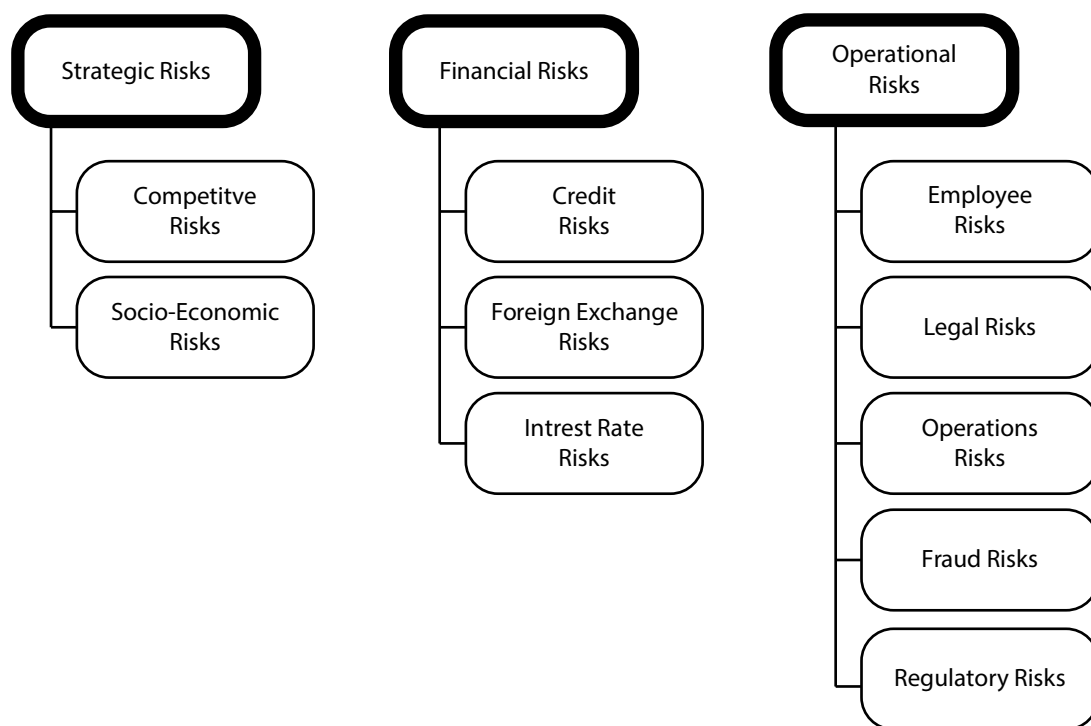 Strategic Risks
Competitve
Risks
Socio-Economic
Risks
Financial Risks
Credit
Risks
Foreign Exchange
Risks
Intrest Rate
Risks
Operational
Risks
Employee
Risks
Legal Risks
Operations
Risks
Fraud Risks
Regulatory Risks